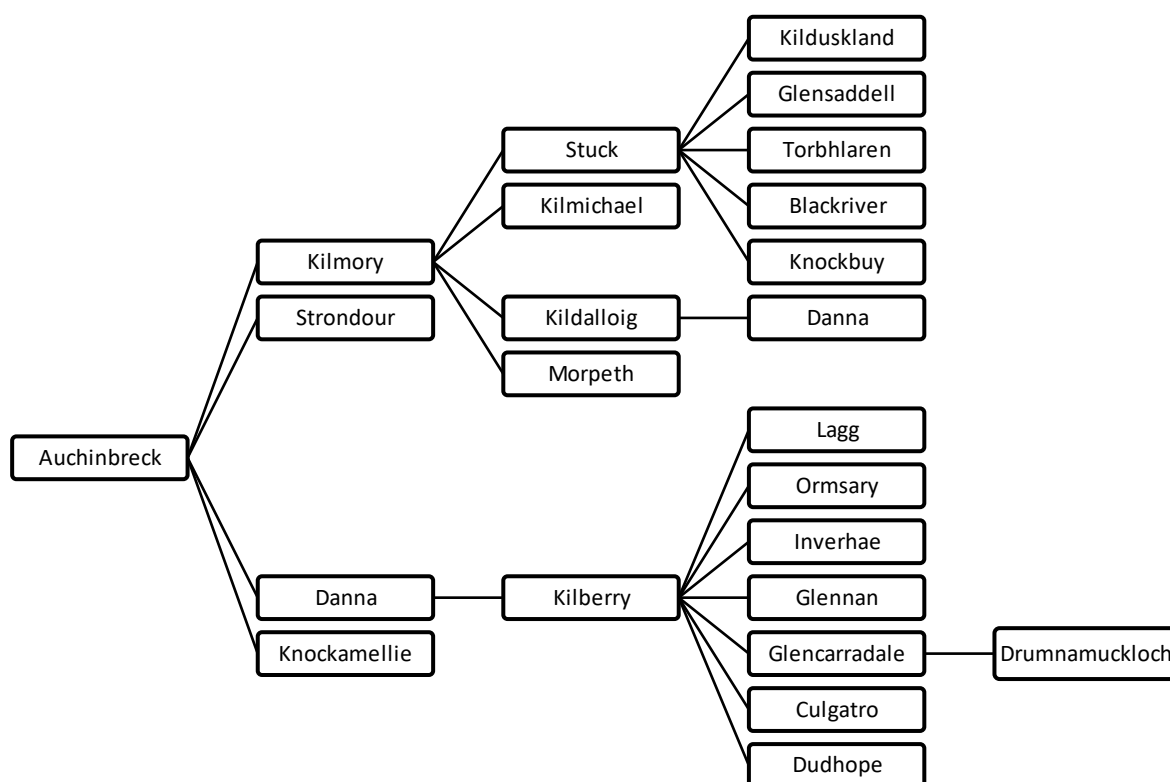 Kilduskland
Glensaddell
Stuck
Torbhlaren
Kilmichael
Blackriver
Kilmory
Knockbuy
Strondour
Kildalloig
Danna
Morpeth
Auchinbreck
Lagg
Ormsary
Inverhae
Danna
Kilberry
Glennan
Knockamellie
Glencarradale
Drumnamuckloch
Culgatro
Dudhope